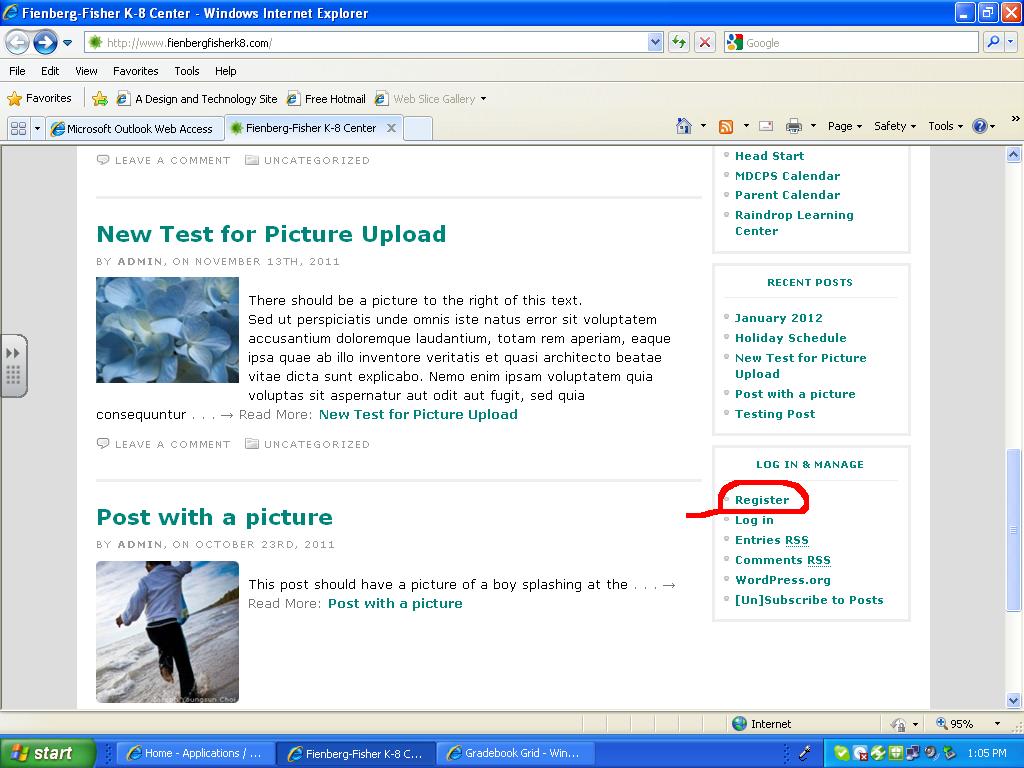 Fienberg-Fisher K-8 Center - Windows Internet Explorer
http://www.fienbergfisherk8.com/
Google
File Edit View Favorites Tools Help
Favorites A Design and Technology Site Free Hotmail Web Slice Gallery
Microsoft Outlook Web Access Fienberg-Fisher K-8 Center Page Safety Tools
LEAVE A COMMENT UNCATEGORIZED
New Test for Picture Upload
BY ADMIN, ON NOVEMBER 13TH, 2011
There should be a picture to the right of this text.
Sed ut perspiciatis unde omnis iste natus error sit voluptatem
accusantium doloremque laudantium, totam rem aperiam, eaque
ipsa quae ab illo inventore veritatis et quasi architecto beatae
vitae dicta sunt explicabo. Nemo enim ipsam voluptatem quia
voluptas sit aspernatur aut odit aut fugit, sed quia
consequuntur . . . → Read More: New Test for Picture Upload
LEAVE A COMMENT UNCATEGORIZED
Post with a picture
BY ADMIN, ON OCTOBER 23RD, 2011
This post should have a picture of a boy splashing at the . . . →
Read More: Post with a picture
Head Start
MDCPS Calendar
Parent Calendar
Raindrop Learning
Center
RECENT POSTS
January 2012
Holiday Schedule
New Test for Picture
Upload
Post with a picture
Testing Post
LOG IN & MANAGE
Register
Log in
Entries RSS
Comments RSS
WordPress.org
[Un]Subscribe to Posts
Internet 95%
start Home - Applications / ... Fienberg-Fisher K-8 C... Gradebook Grid - Win... 1:05 PM